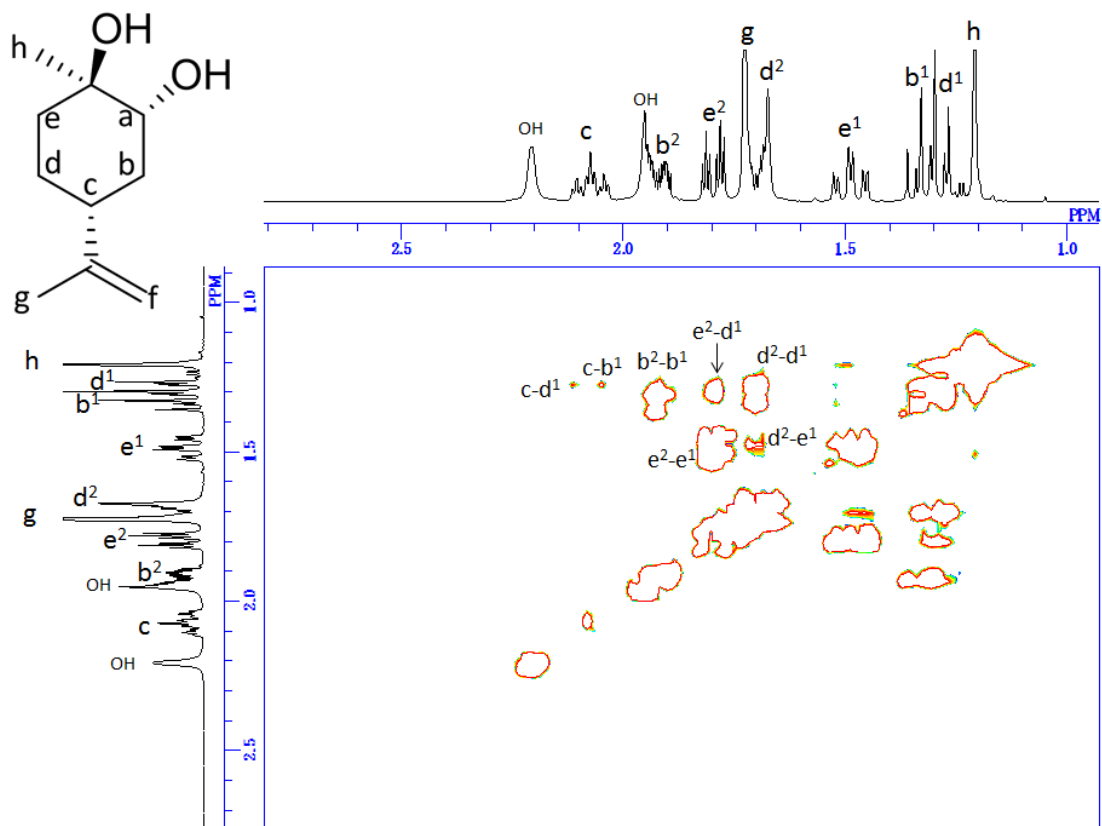 OH
h
OH
e
a
d
b
c
g
f
OH
c
OH
b²
e²
g
d²
e¹
b¹
d¹
h
PPM
2.5
2.0
1.5
1.0
PPM
1.0
1.5
2.0
2.5
h
d¹
b¹
e¹
d²
g
e²
b²
OH
c
OH
e²-d¹
c-b¹
b²-b¹
d²-d¹
c-d¹
d²-e¹
e²-e¹